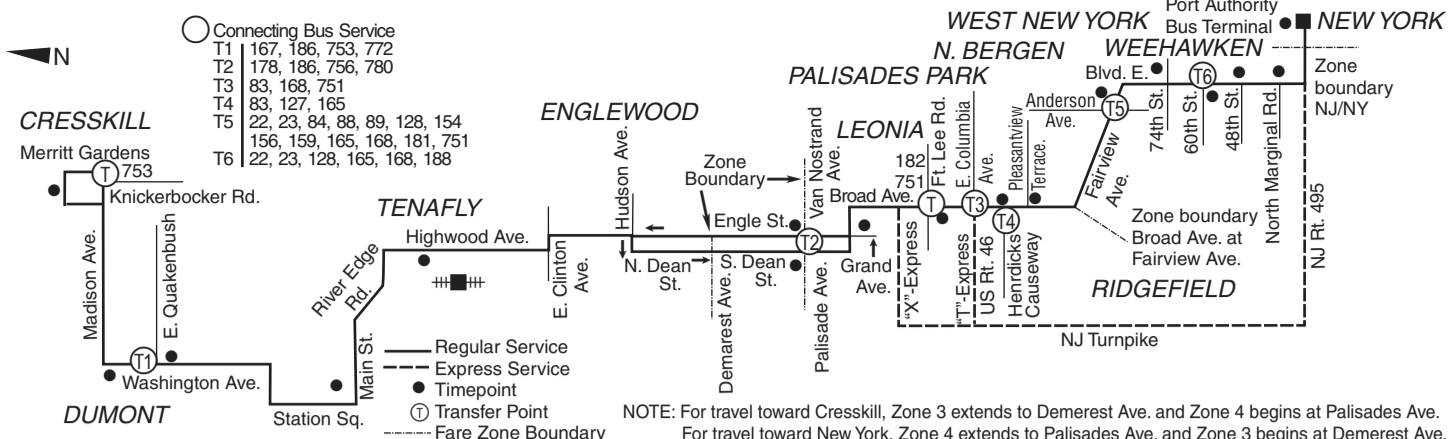 Port Authority
Bus Terminal
NEW YORK
WEST NEW YORK
N. BERGEN
WEEHAWKEN
Zone
boundary
NJ/NY
N
Connecting Bus Service
T1 167, 186, 753, 772
T2 178, 186, 756, 780
T3 83, 168, 751
T4 83, 127, 165
T5 22, 23, 84, 88, 89, 128, 154
156, 159, 165, 168, 181, 751
T6 22, 23, 128, 165, 168, 188
CRESSKILL
Merritt Gardens
T 753
Knickerbocker Rd.
Madison Ave.
E. Quakenbush
T1
Washington Ave.
DUMONT
Station Sq.
Main St.
River Edge
Rd.
TENAFLY
Highwood Ave.
E. Clinton
Ave.
ENGLEWOOD
Hudson Ave.
Zone
Boundary
Engle St.
N. Dean
St.
S. Dean
St.
Demarest Ave.
Van Nostrand
Ave.
T2
Palisade Ave.
Grand
Ave.
PALISADES PARK
LEONIA
182
751
Broad Ave.
Ft. Lee Rd.
T
E. Columbia
Ave.
T3
"X"-Express
"T"-Express
US Rt. 46
T4
Henrdicks
Causeway
Pleasantview
Terrace.
Anderson
Ave.
T5
Fairview
Ave.
Blvd. E.
74th St.
T6
60th St.
48th St.
North Marginal Rd.
NJ Rt. 495
Zone boundary
Broad Ave. at
Fairview Ave.
RIDGEFIELD
NJ Turnpike
Regular Service
Express Service
Timepoint
T Transfer Point
Fare Zone Boundary
NOTE: For travel toward Cresskill, Zone 3 extends to Demerest Ave. and Zone 4 begins at Palisades Ave.
For travel toward New York, Zone 4 extends to Palisades Ave. and Zone 3 begins at Demerest Ave.